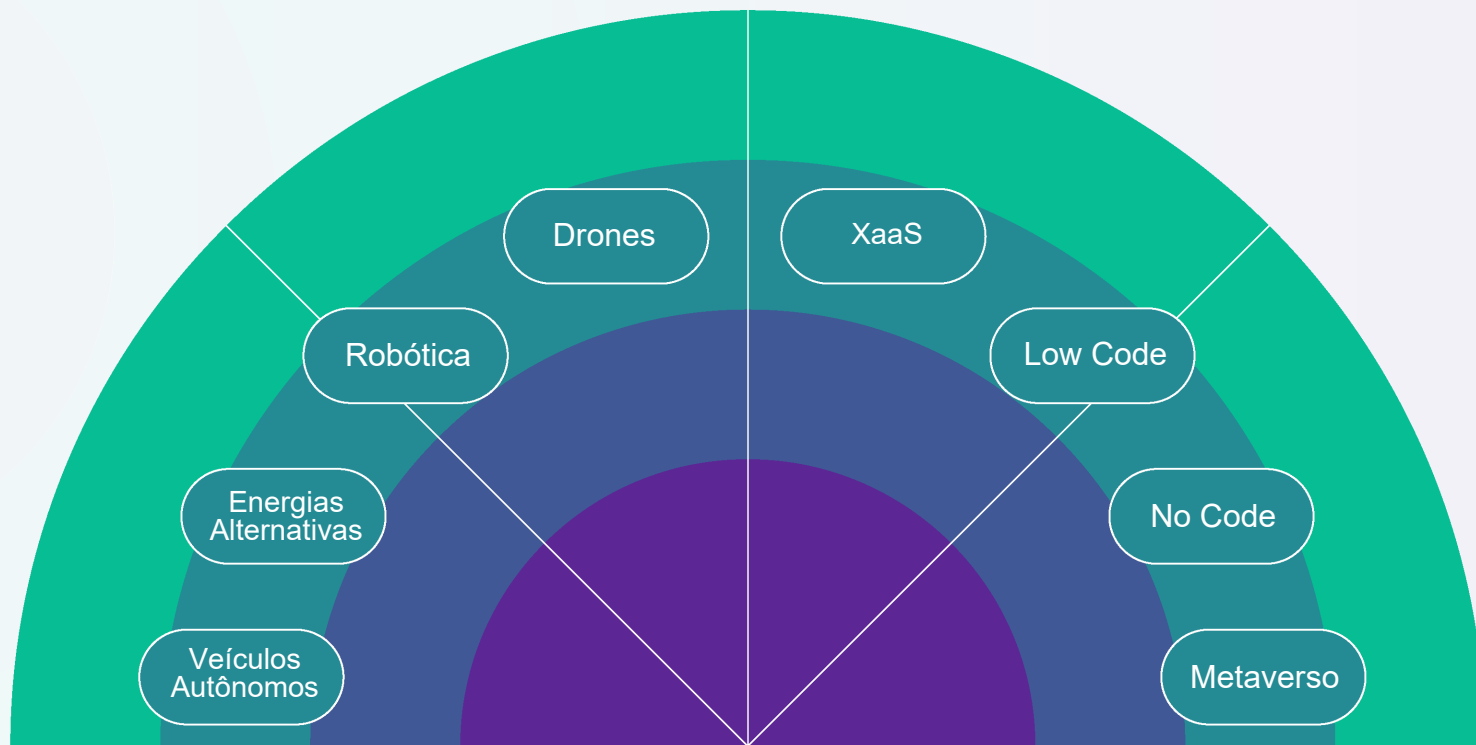 Drones
XaaS
Robótica
Low Code
Energias
Alternativas
No Code
Veículos
Autônomos
Metaverso